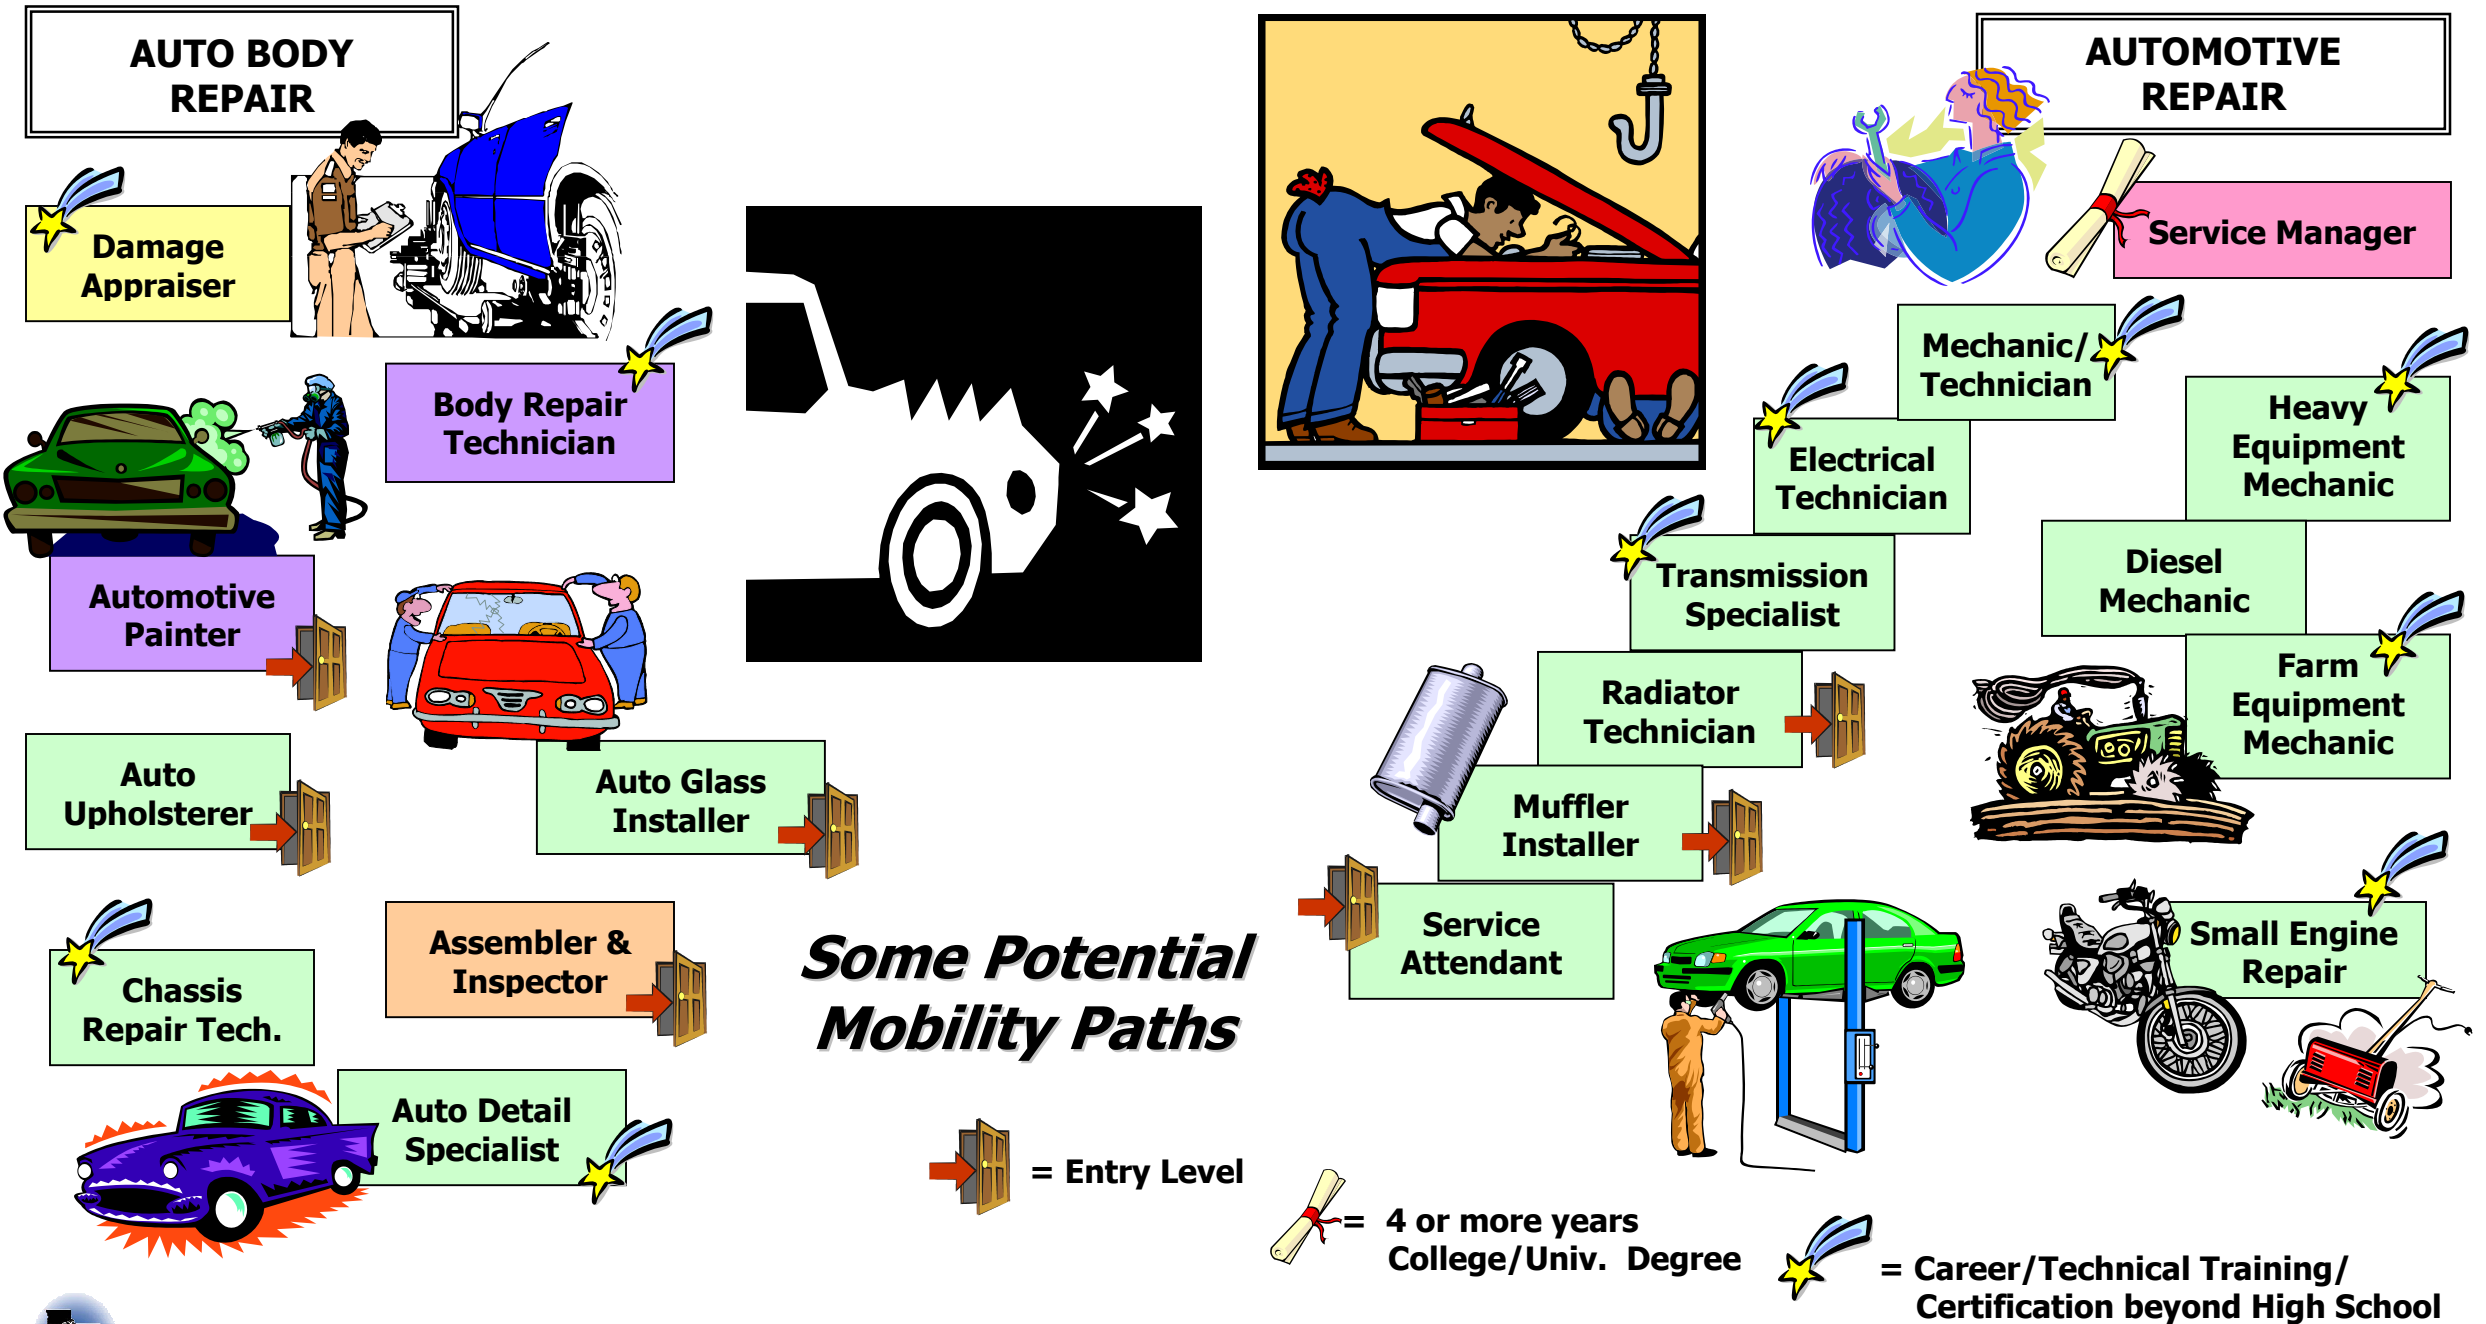 AUTO BODY
REPAIR
Damage
Appraiser
Body Repair
Technician
Automotive
Painter
Auto
Upholsterer
Auto Glass
Installer
Chassis
Repair Tech.
Assembler &
Inspector
Auto Detail
Specialist
Some Potential
Mobility Paths
= Entry Level
AUTOMOTIVE
REPAIR
Service Manager
Mechanic/
Technician
Heavy
Equipment
Mechanic
Electrical
Technician
Diesel
Mechanic
Transmission
Specialist
Farm
Equipment
Mechanic
Radiator
Technician
Muffler
Installer
Service
Attendant
Small Engine
Repair
= 4 or more years
College/Univ. Degree
= Career/Technical Training/
Certification beyond High School